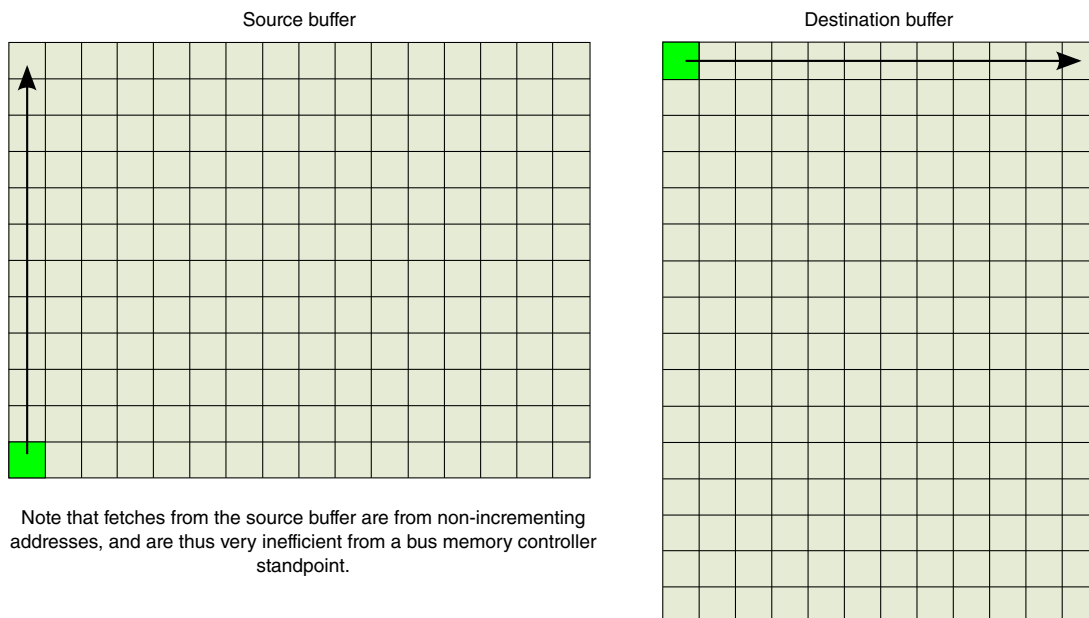 Source buffer
Destination buffer
Note that fetches from the source buffer are from non-incrementing
addresses, and are thus very inefficient from a bus memory controller
standpoint.